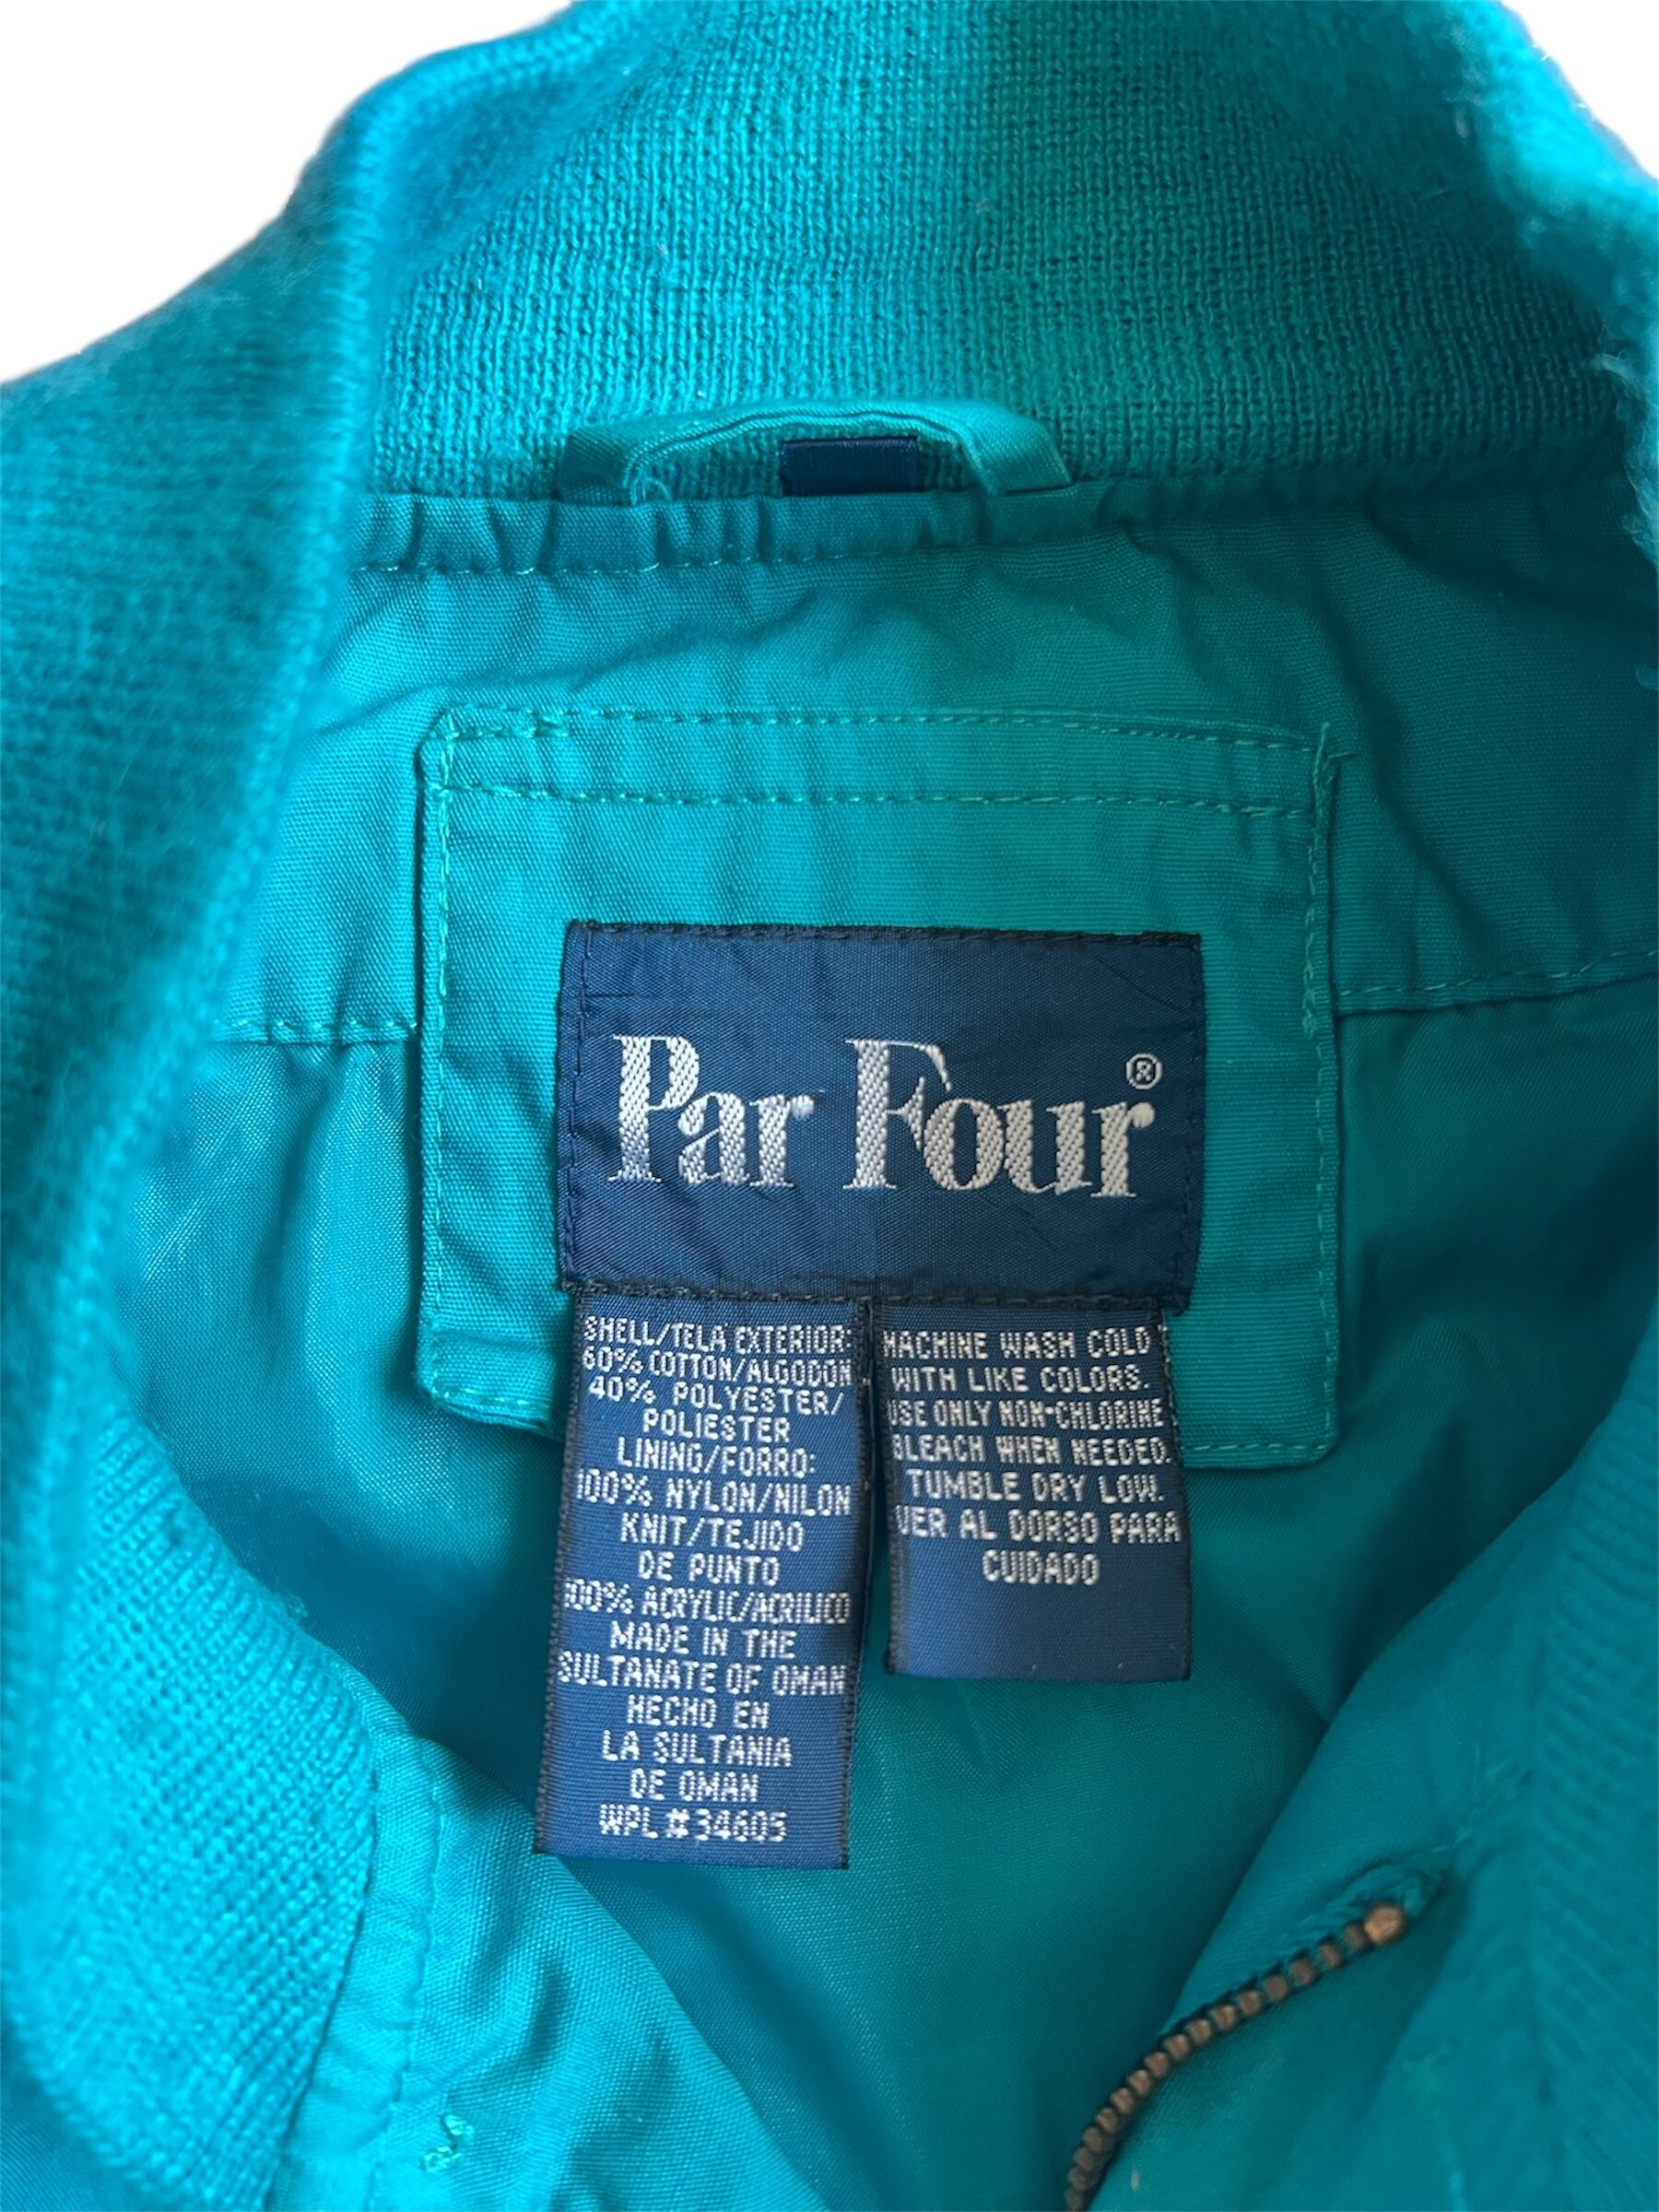 Par Four®
SHELL/TELA EXTERIOR:
60% COTTON/ALGODON
40% POLYESTER/
POLIESTER
LINING/FORRO:
100% NYLON/NILON
KNIT/TEJIDO
DE PUNTO
100% ACRYLIC/ACRILICO
MADE IN THE
SULTANATE OF OMAN
HECHO EN
LA SULTANIA
DE OMAN
WPL#34605
MACHINE WASH COLD
WITH LIKE COLORS.
USE ONLY NON-CHLORINE
BLEACH WHEN NEEDED.
TUMBLE DRY LOW.
VER AL DORSO PARA
CUIDADO